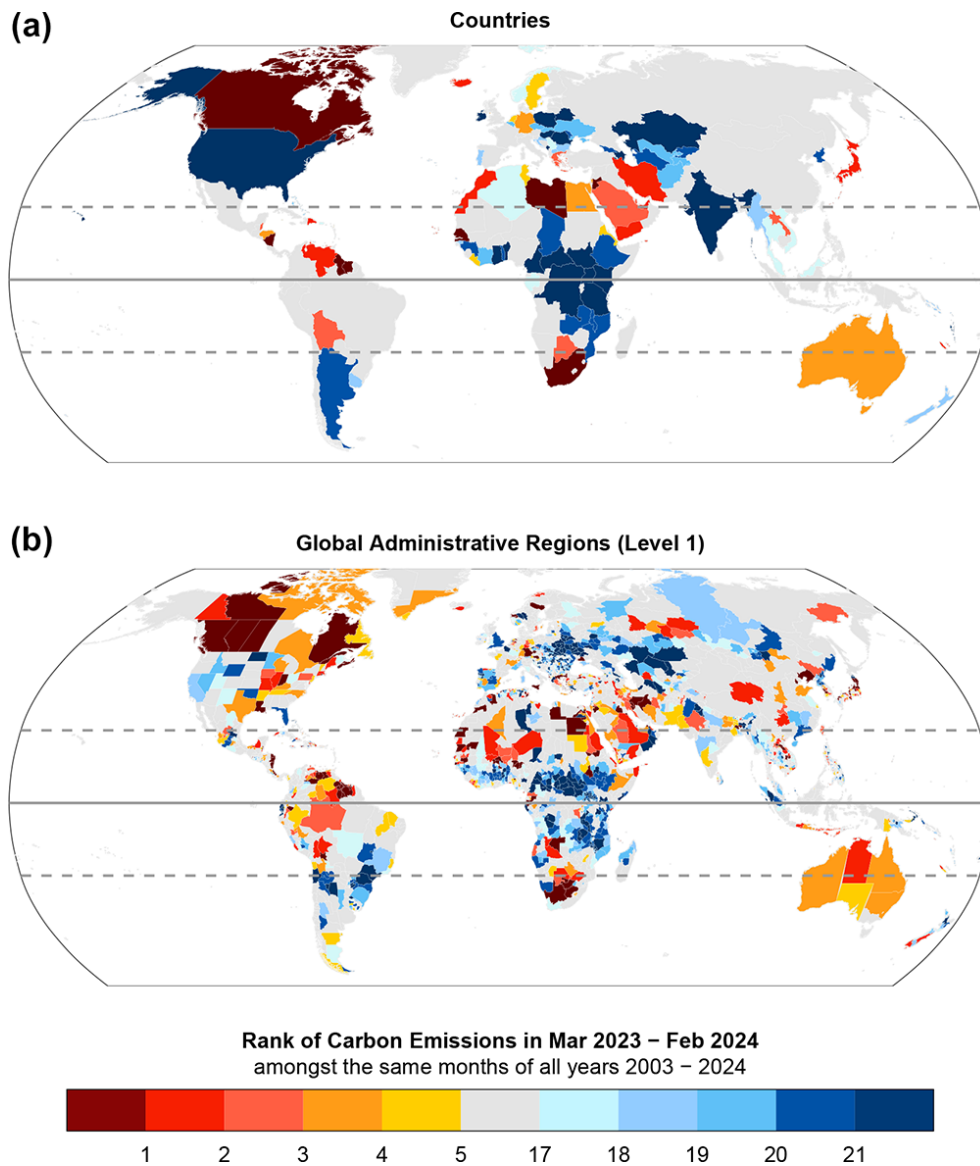 (a)
Countries
(b)
Global Administrative Regions (Level 1)
Rank of Carbon Emissions in Mar 2023 − Feb 2024
amongst the same months of all years 2003 − 2024
1 2 3 4 5 17 18 19 20 21